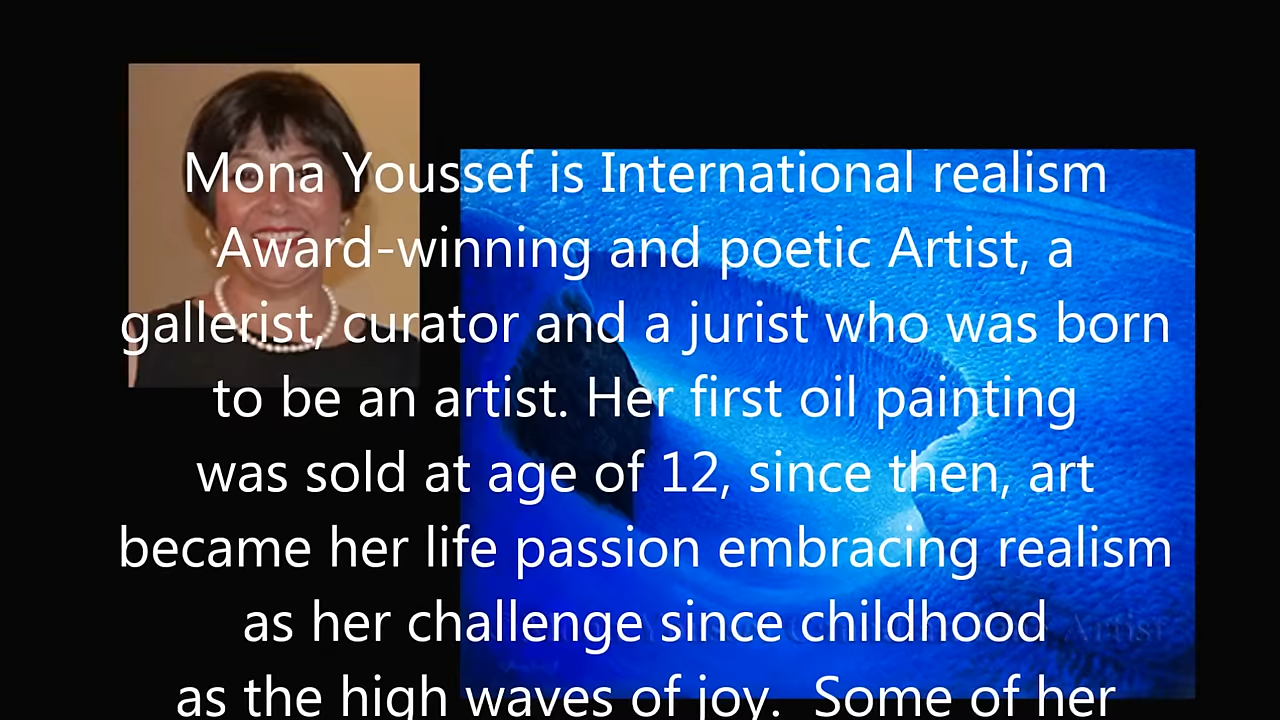 Mona Youssef is International realism
Award-winning and poetic Artist, a
gallerist, curator and a jurist who was born
to be an artist. Her first oil painting
was sold at age of 12, since then, art
became her life passion embracing realism
as her challenge since childhood
Artist
as the high waves of joy.  Some of her